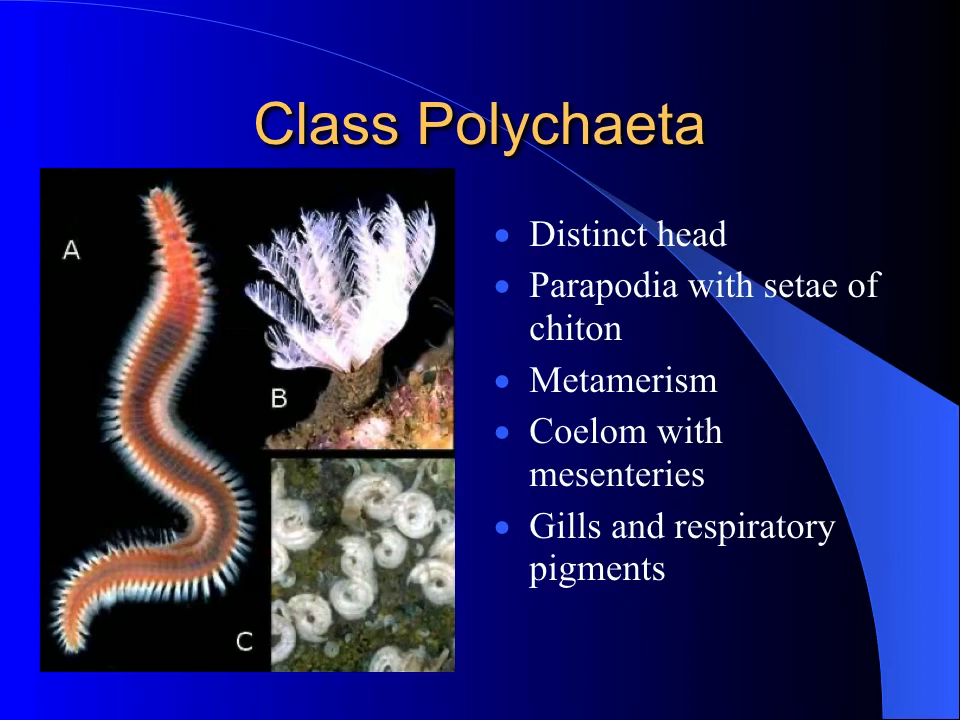 Class Polychaeta
A
B
C
Distinct head
Parapodia with setae of
chiton
Metamerism
Coelom with
mesenteries
Gills and respiratory
pigments